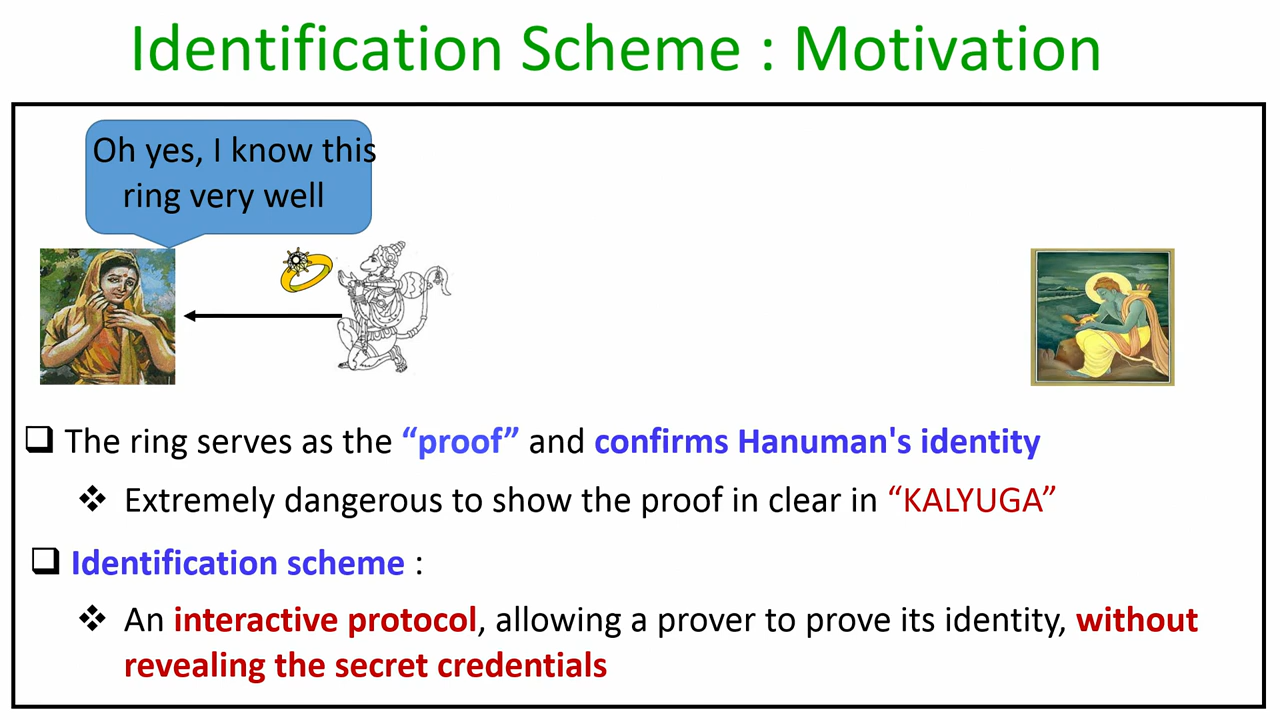 Identification Scheme : Motivation
Oh yes, I know this
ring very well
❑ The ring serves as the “proof” and confirms Hanuman's identity
❖ Extremely dangerous to show the proof in clear in “KALYUGA”
❑ Identification scheme :
❖ An interactive protocol, allowing a prover to prove its identity, without
revealing the secret credentials